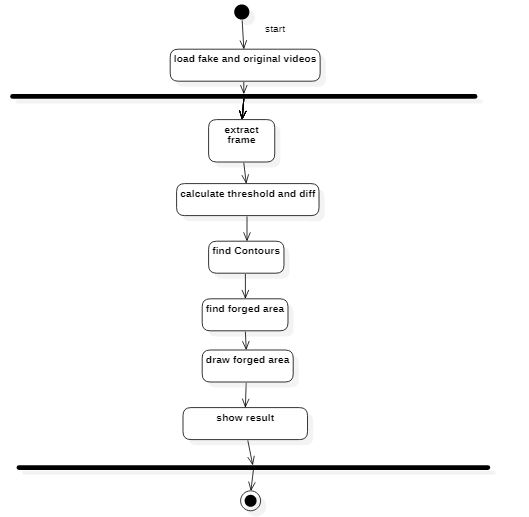 start
load fake and original videos
extract
frame
calculate threshold and diff
find Contours
find forged area
draw forged area
show result